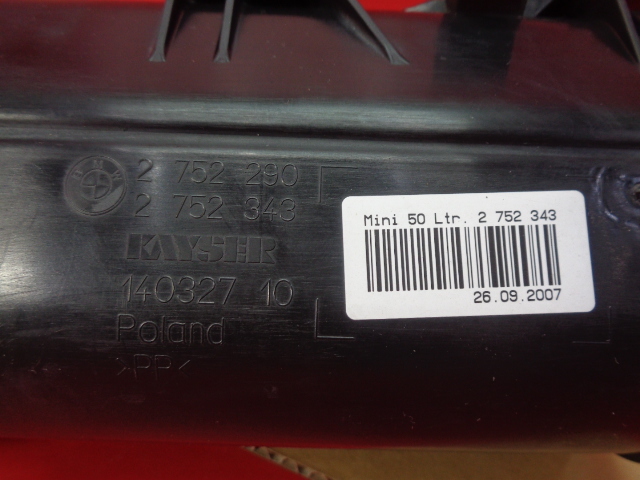 BMW
2 752 290
2 752 343
KAYSER
140327 10
Poland
>PP<
Mini 50 Ltr. 2 752 343
26.09.2007